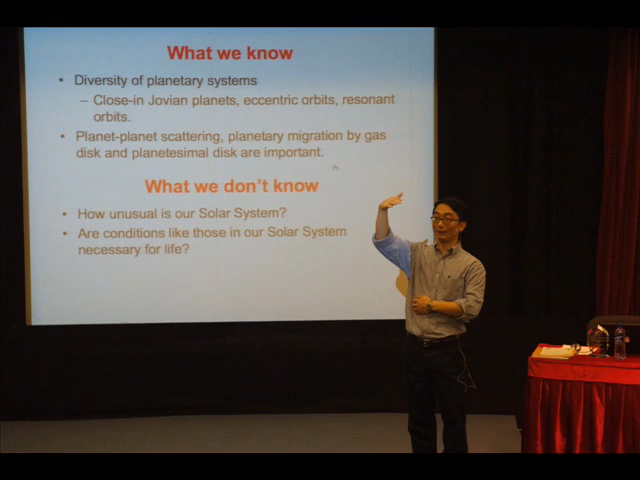 What we know
• Diversity of planetary systems
– Close-in Jovian planets, eccentric orbits, resonant
orbits.
• Planet-planet scattering, planetary migration by gas
disk and planetesimal disk are important.
What we don't know
• How unusual is our Solar System?
• Are conditions like those in our Solar System
necessary for life?